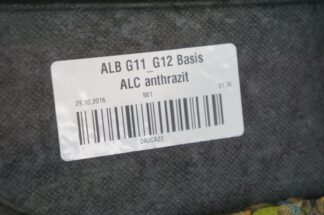 ALB G11_G12 Basis
ALC anthrazit
29.10.2016
M/1